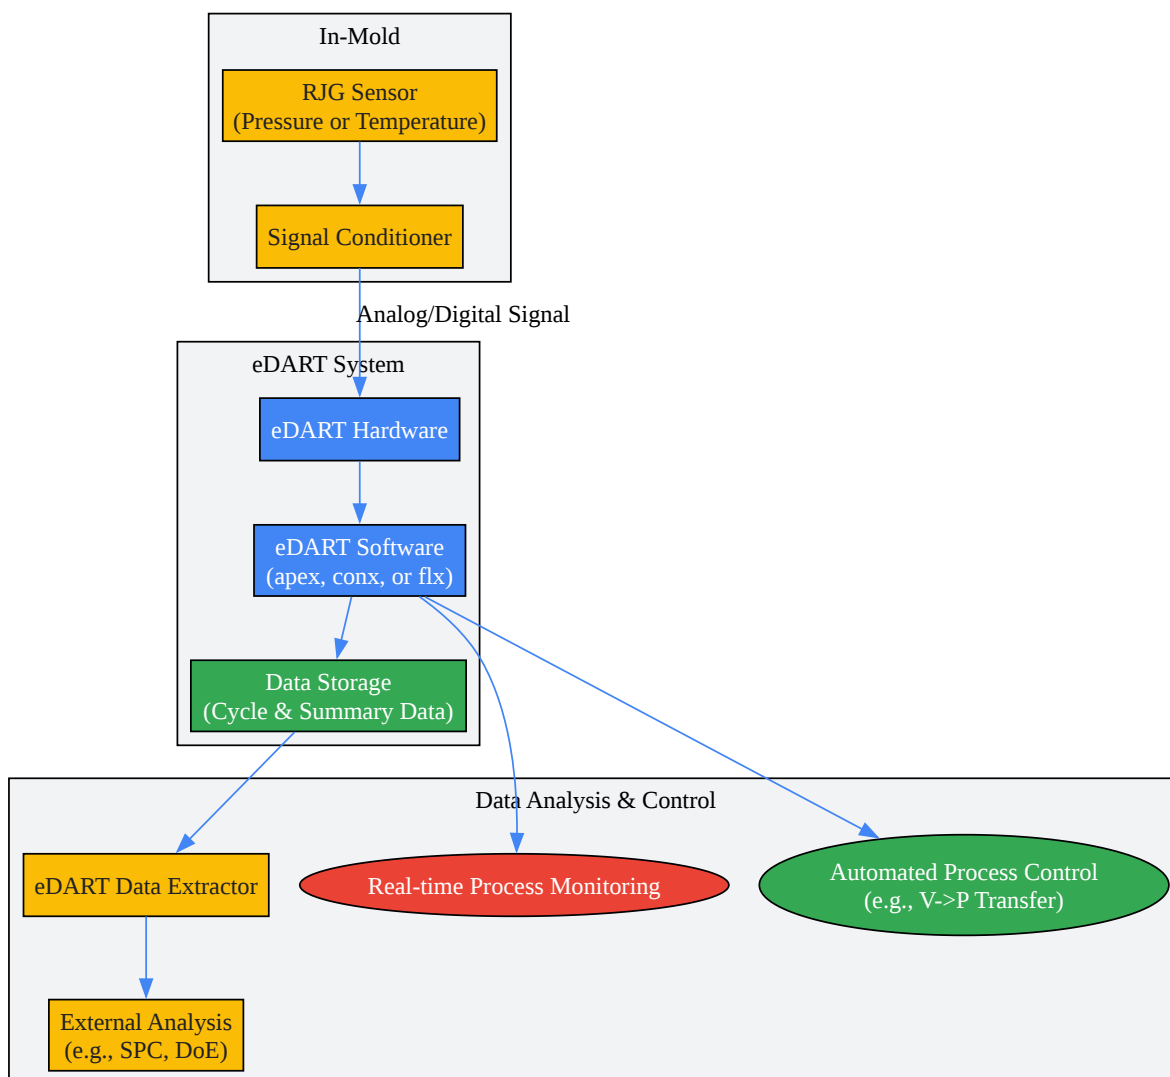 In-Mold
RJG Sensor
(Pressure or Temperature)
Signal Conditioner
Analog/Digital Signal
eDART System
eDART Hardware
eDART Software
(apex, conx, or flx)
Data Storage
(Cycle & Summary Data)
Data Analysis & Control
eDART Data Extractor
Real-time Process Monitoring
Automated Process Control
(e.g., V->P Transfer)
External Analysis
(e.g., SPC, DoE)